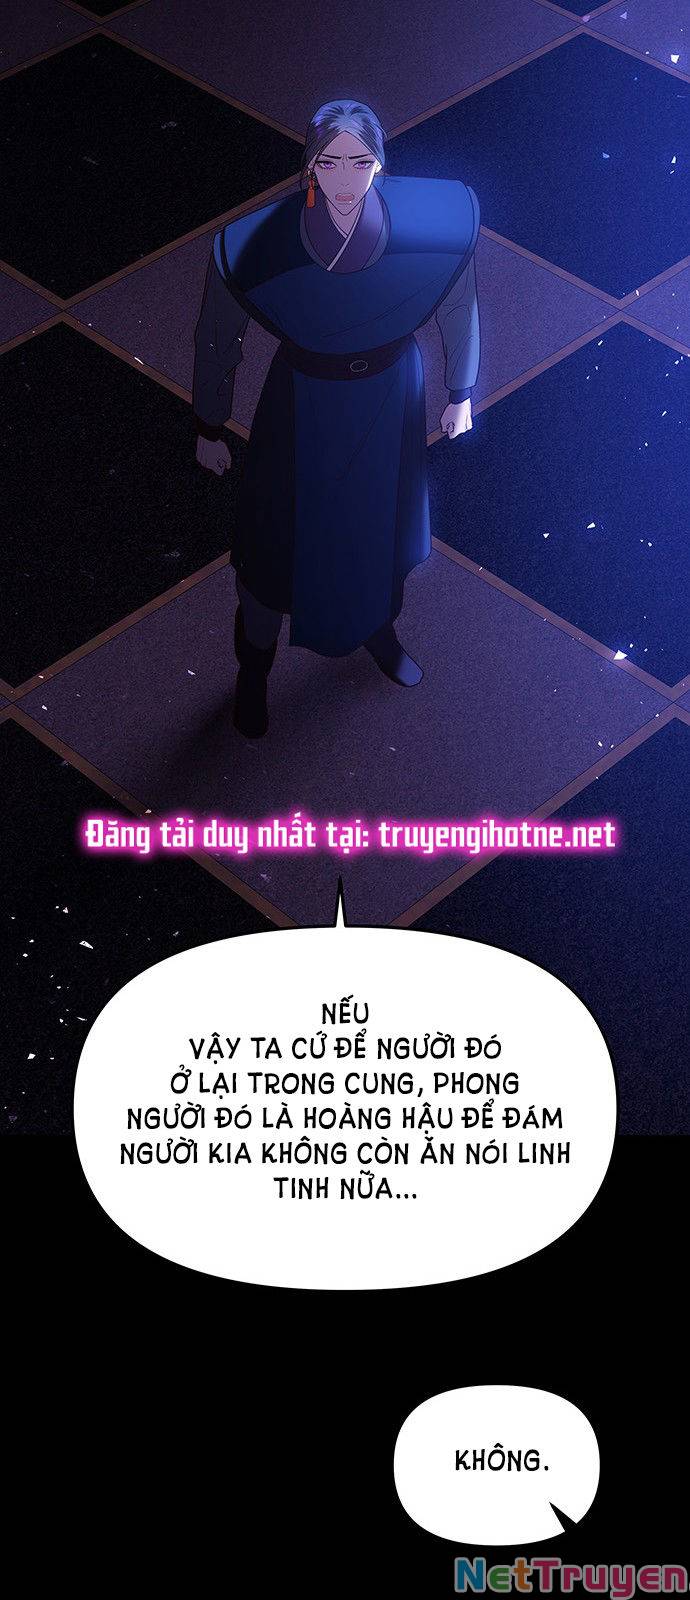 Đăng tải duy nhất tại: truyengihotne.net
NẾU
VẬY TA CỨ ĐỂ NGƯỜI ĐÓ
Ở LẠI TRONG CUNG, PHONG
NGƯỜI ĐÓ LÀ HOÀNG HẬU ĐỂ ĐÁM
NGƯỜI KIA KHÔNG CÒN ĂN NÓI LINH
TINH NỮA...
KHÔNG.
NetTruyen